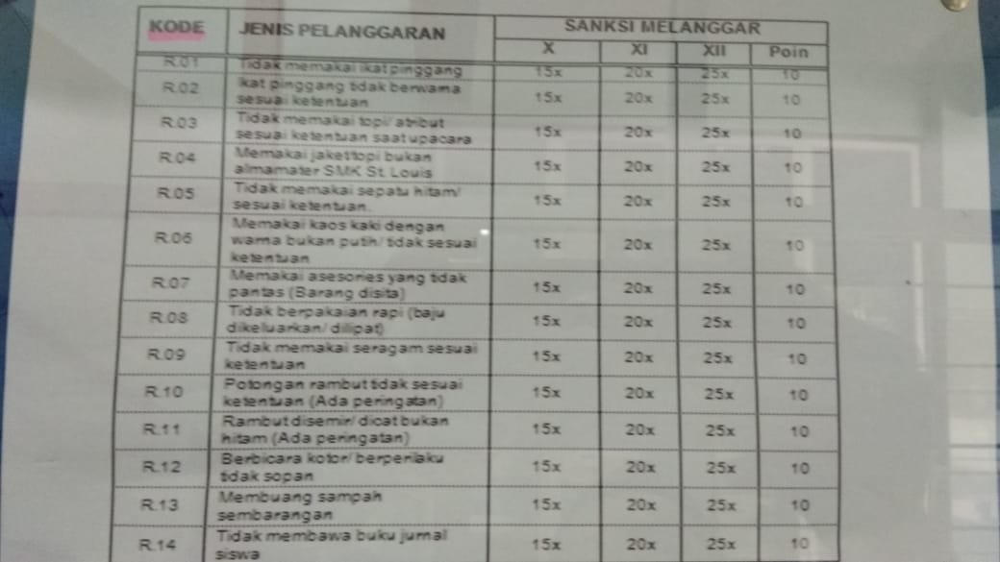 KODE JENIS PELANGGARAN SANKSI MELANGGAR
X XI XII Poin
R.01 Tidak memakai ikat pinggang 15x 20x 25x 10
R.02 Ikat pinggang tidak berwarna
sesuai ketentuan 15x 20x 25x 10
R.03 Tidak memakai topi/ atribut
sesuai ketentuan saat upacara 15x 20x 25x 10
R.04 Memakai jaket/topi bukan
almamater SMK St. Louis 15x 20x 25x 10
R.05 Tidak memakai sepatu hitam/
sesuai ketentuan. 15x 20x 25x 10
R.06 Memakai kaos kaki dengan
warna bukan putih/ tidak sesuai
ketentuan 15x 20x 25x 10
R.07 Memakai asesories yang tidak
pantas (Barang disita) 15x 20x 25x 10
R.08 Tidak berpakaian rapi (baju
dikeluarkan/ dilipat) 15x 20x 25x 10
R.09 Tidak memakai seragam sesuai
ketentuan 15x 20x 25x 10
R.10 Potongan rambut tidak sesuai
ketentuan (Ada peringatan) 15x 20x 25x 10
R.11 Rambut disemir/ dicat bukan
hitam (Ada peringatan) 15x 20x 25x 10
R.12 Berbicara kotor/ berperilaku
tidak sopan 15x 20x 25x 10
R.13 Membuang sampah
sembarangan 15x 20x 25x 10
R.14 Tidak membawa buku jurnal
siswa 15x 20x 25x 10